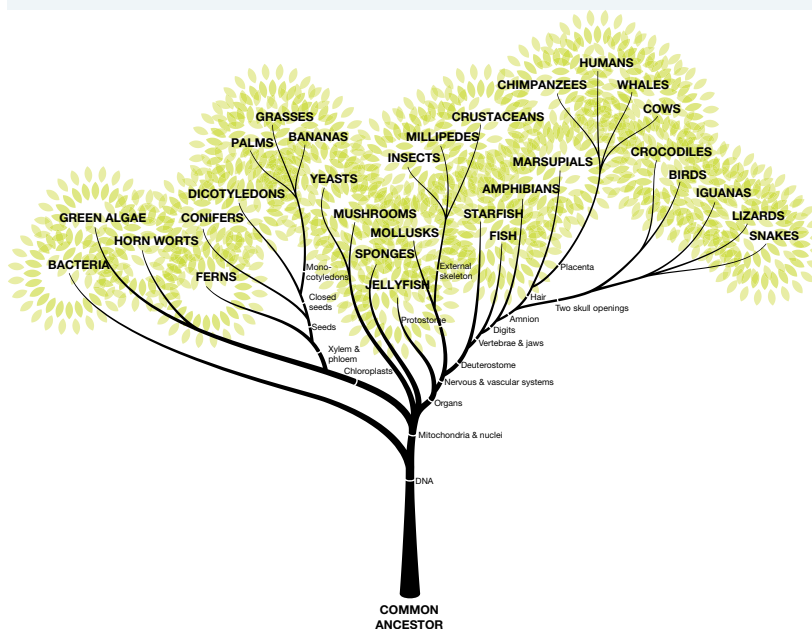 HUMANS
CHIMPANZEES
WHALES
COWS
GRASSES
CRUSTACEANS
PALMS
BANANAS
MILLIPEDES
INSECTS
MARSUPIALS
CROCODILES
BIRDS
YEASTS
AMPHIBIANS
IGUANAS
DICOTYLEDONS
GREEN ALGAE
CONIFERS
MUSHROOMS
STARFISH
LIZARDS
HORN WORTS
MOLLUSKS
FISH
SNAKES
BACTERIA
FERNS
SPONGES
JELLYFISH
Mono-
cotyledons
External
skeleton
Placenta
Closed
seeds
Hair
Two skull openings
Seeds
Protostome
Amnion
Digits
Xylem &
phloem
Vertebrae & jaws
Chloroplasts
Deuterostome
Nervous & vascular systems
Organs
Mitochondria & nuclei
DNA
COMMON
ANCESTOR